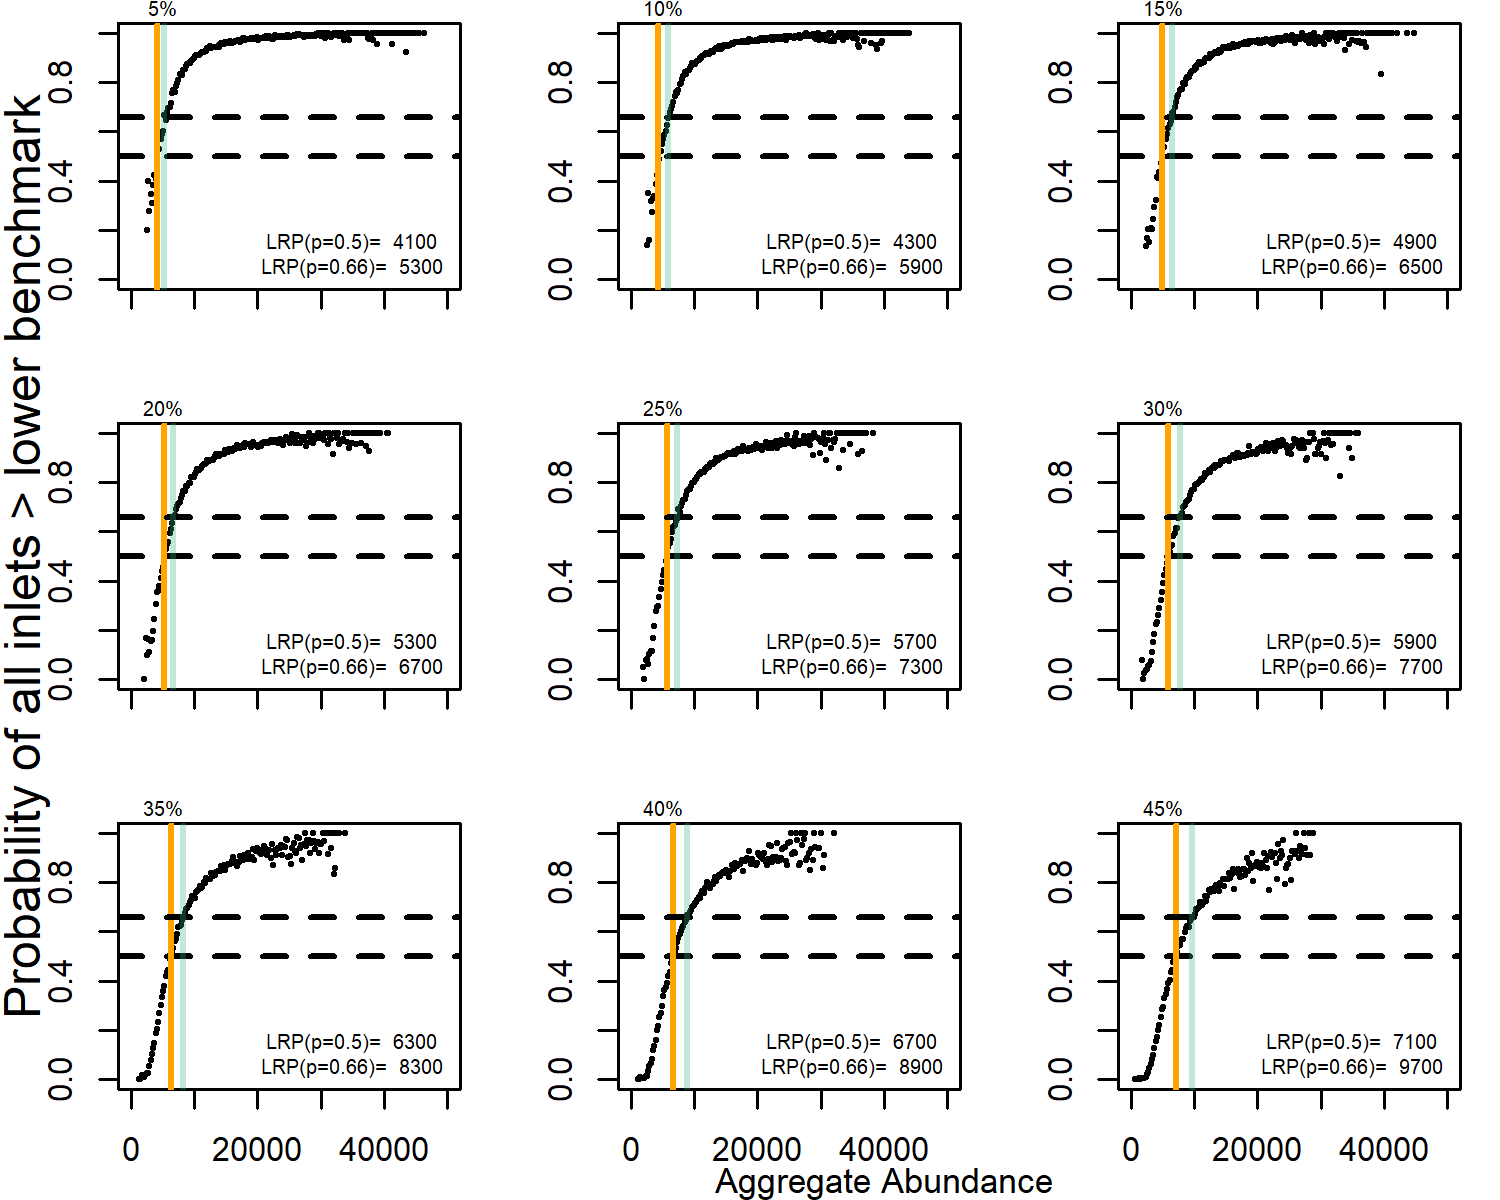 Probability of all inlets > lower benchmark
5%
0.0 0.4 0.8
LRP(p=0.5)= 4100
LRP(p=0.66)= 5300
10%
0.0 0.4 0.8
LRP(p=0.5)= 4300
LRP(p=0.66)= 5900
15%
0.0 0.4 0.8
LRP(p=0.5)= 4900
LRP(p=0.66)= 6500
20%
0.0 0.4 0.8
LRP(p=0.5)= 5300
LRP(p=0.66)= 6700
25%
0.0 0.4 0.8
LRP(p=0.5)= 5700
LRP(p=0.66)= 7300
30%
0.0 0.4 0.8
LRP(p=0.5)= 5900
LRP(p=0.66)= 7700
35%
0.0 0.4 0.8
LRP(p=0.5)= 6300
LRP(p=0.66)= 8300
0 20000 40000
40%
0.0 0.4 0.8
LRP(p=0.5)= 6700
LRP(p=0.66)= 8900
0 20000 40000
45%
0.0 0.4 0.8
LRP(p=0.5)= 7100
LRP(p=0.66)= 9700
0 20000 40000
Aggregate Abundance